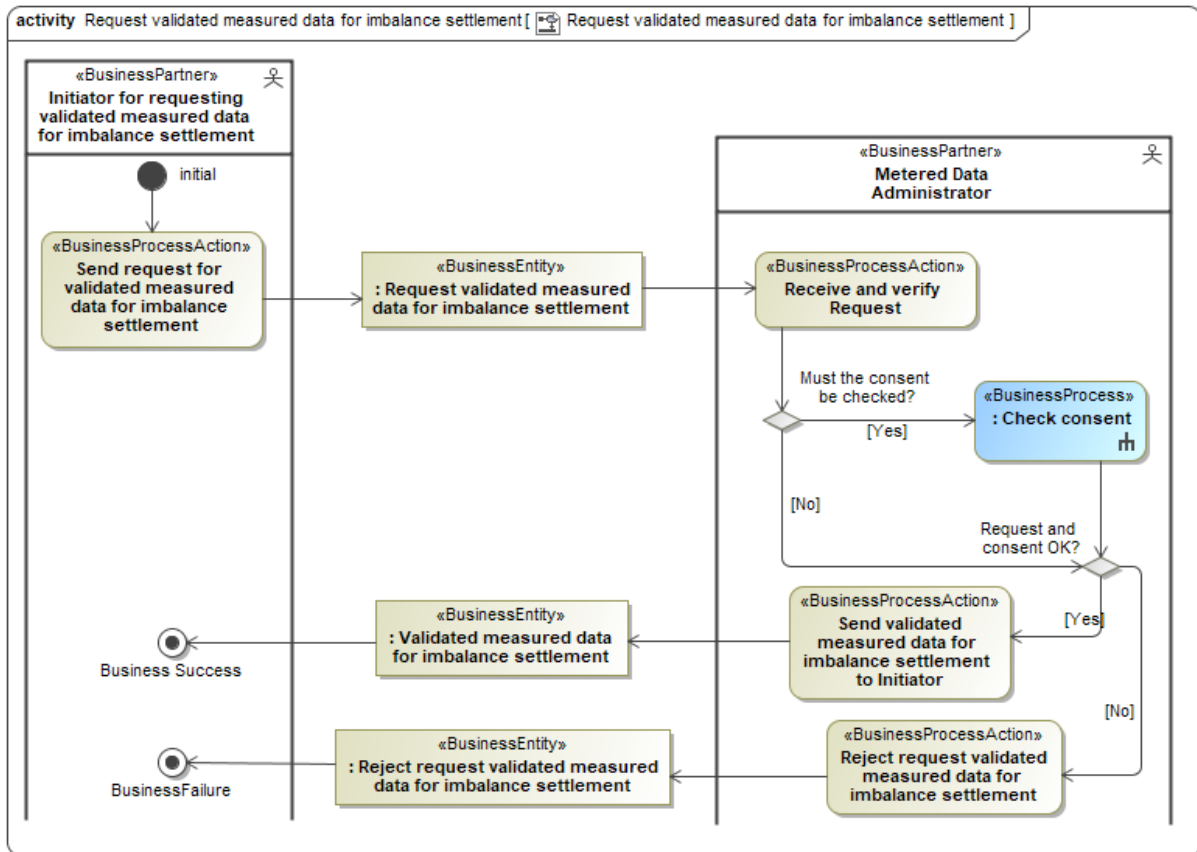 activity Request validated measured data for imbalance settlement [ Request validated measured data for imbalance settlement ]
«BusinessPartner»
Initiator for requesting
validated measured data
for imbalance settlement
«BusinessPartner»
Metered Data
Administrator
initial
«BusinessProcessAction»
Send request for
validated measured
data for imbalance
settlement
«BusinessEntity»
: Request validated measured
data for imbalance settlement
«BusinessProcessAction»
Receive and verify
Request
Must the consent
be checked?
[Yes]
«BusinessProcess»
: Check consent
[No]
Request and
consent OK?
[Yes]
«BusinessProcessAction»
Send validated
measured data for
imbalance settlement
to Initiator
«BusinessEntity»
: Validated measured data
for imbalance settlement
Business Success
[No]
«BusinessProcessAction»
Reject request validated
measured data for
imbalance settlement
«BusinessEntity»
: Reject request validated measured
data for imbalance settlement
BusinessFailure